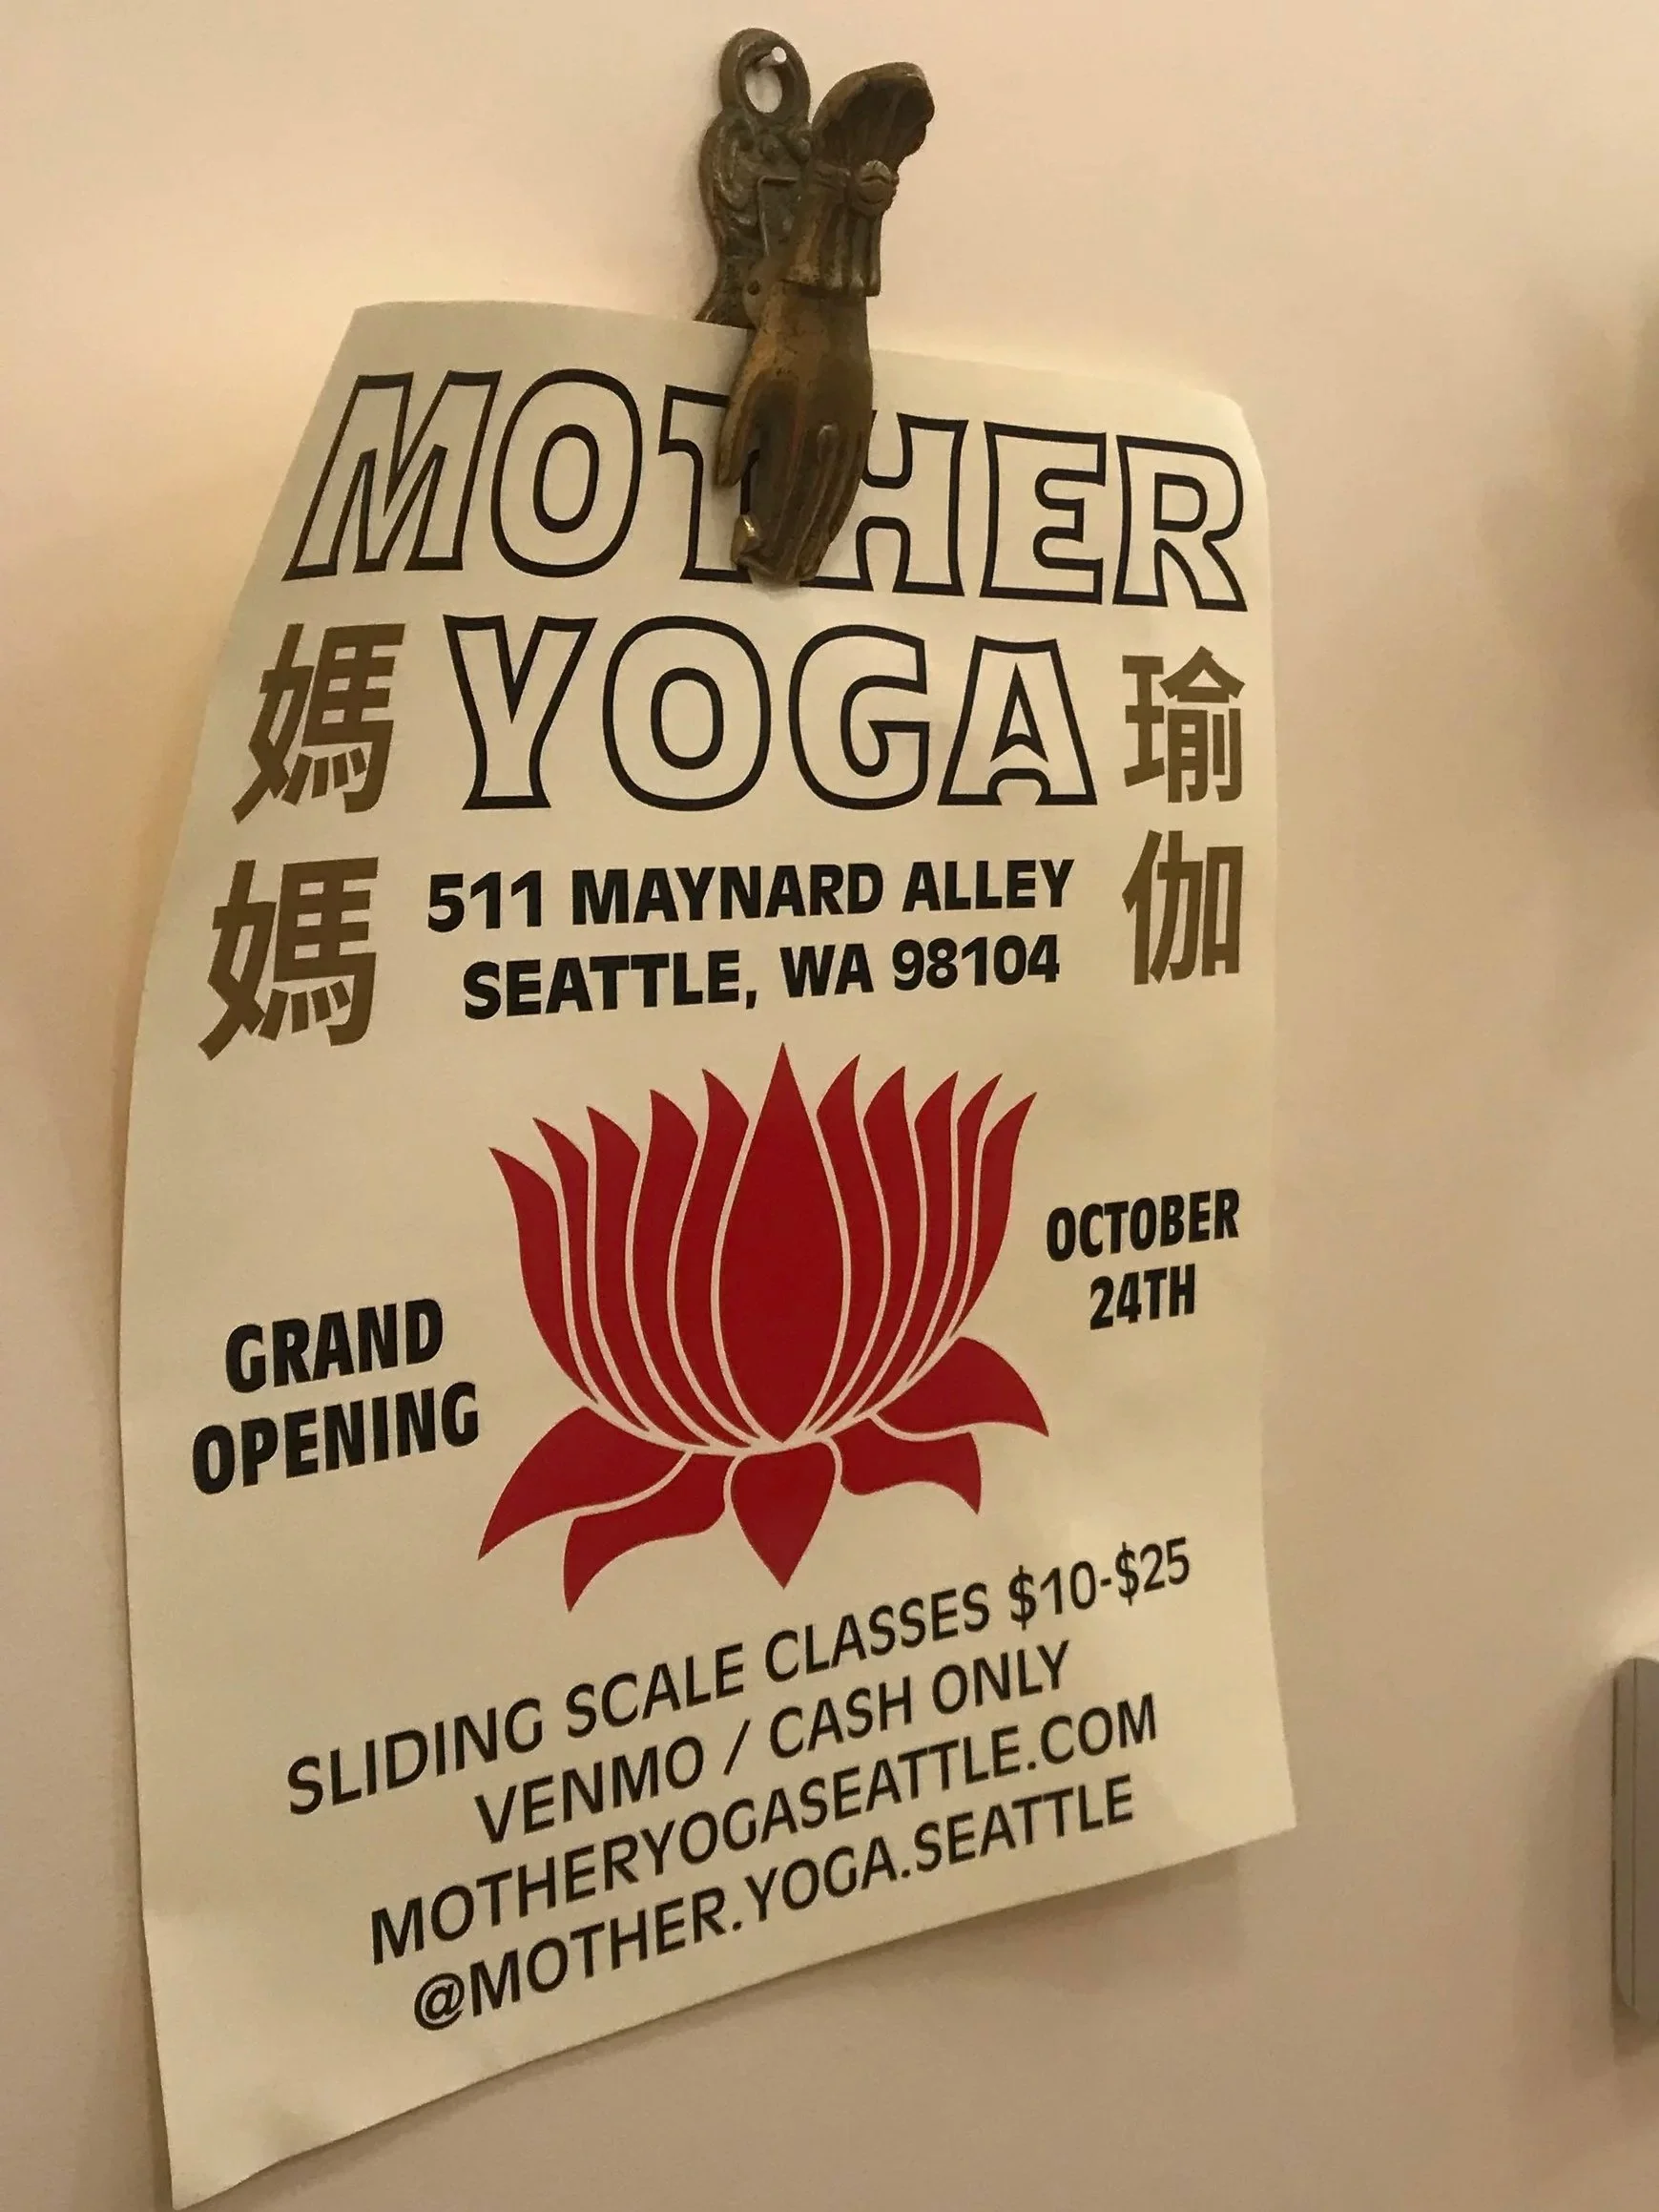 MOTHER
YOGA
媽媽
瑜伽
511 MAYNARD ALLEY
SEATTLE, WA 98104
GRAND
OPENING
OCTOBER
24TH
SLIDING SCALE CLASSES $10-$25
VENMO / CASH ONLY
MOTHERYOGASEATTLE.COM
@MOTHER.YOGA.SEATTLE